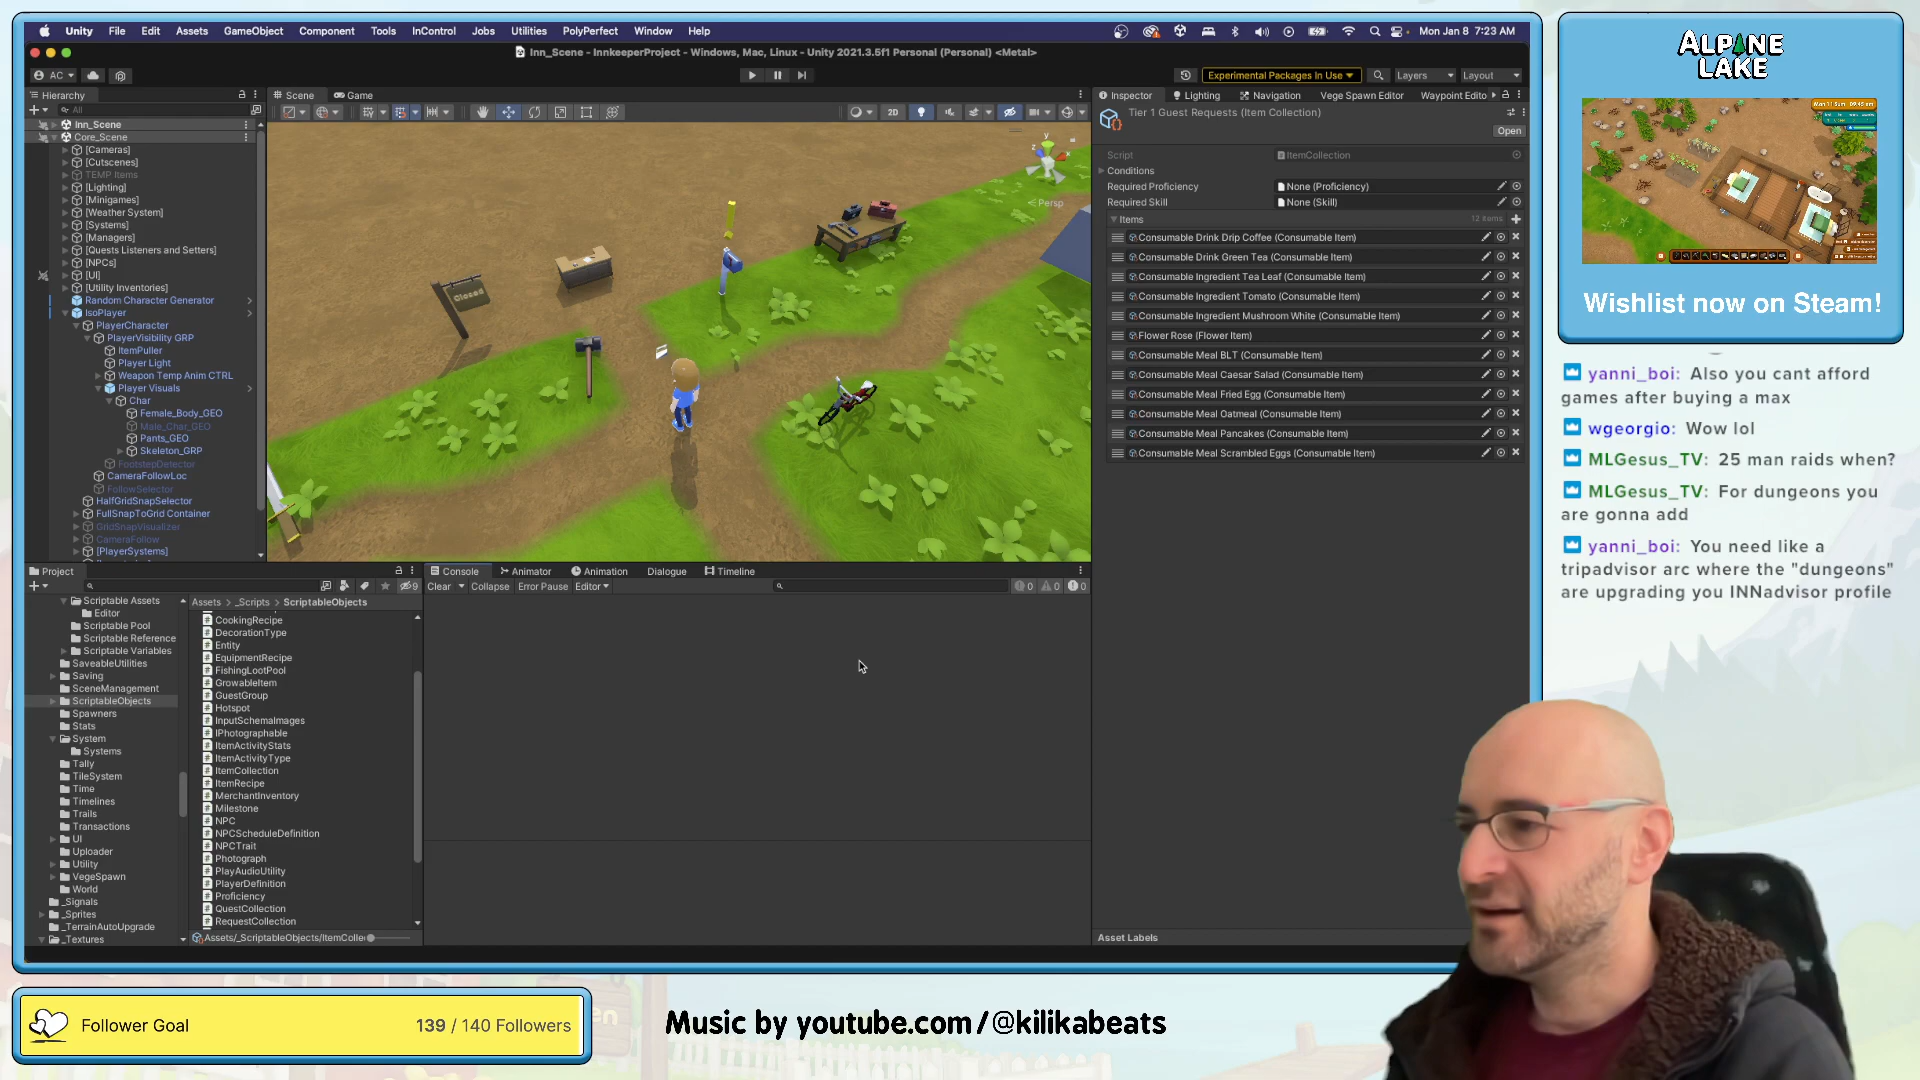 Unity File Edit Assets GameObject Component Tools InControl Jobs Utilities PolyPerfect Window Help
Mon Jan 8 7:23 AM
Inn_Scene - InnkeeperProject - Windows, Mac, Linux - Unity 2021.3.5f1 Personal (Personal) <Metal>
AC
Experimental Packages In Use
Layers
Layout
Hierarchy
All
Inn_Scene
Core_Scene
[Cameras]
[Cutscenes]
TEMP Items
[Lighting]
[Minigames]
[Weather System]
[Systems]
[Managers]
[Quests Listeners and Setters]
[NPCs]
[UI]
[Utility Inventories]
Random Character Generator
IsoPlayer
PlayerCharacter
PlayerVisibility GRP
ItemPuller
Player Light
Weapon Temp Anim CTRL
Player Visuals
Char
Female_Body_GEO
Male_Char_GEO
Pants_GEO
Skeleton_GRP
FootstepDetector
CameraFollowLoc
FollowSelector
HalfGridSnapSelector
FullSnapToGrid Container
GridSnapVisualizer
CameraFollow
[PlayerSystems]
Scene
Game
2D
y
x
z
Persp
Closed
Inspector
Lighting
Navigation
Vege Spawn Editor
Waypoint Edito
Tier 1 Guest Requests (Item Collection)
Open
Script
ItemCollection
Conditions
Required Proficiency
None (Proficiency)
Required Skill
None (Skill)
Items
12 items
Consumable Drink Drip Coffee (Consumable Item)
Consumable Drink Green Tea (Consumable Item)
Consumable Ingredient Tea Leaf (Consumable Item)
Consumable Ingredient Tomato (Consumable Item)
Consumable Ingredient Mushroom White (Consumable Item)
Flower Rose (Flower Item)
Consumable Meal BLT (Consumable Item)
Consumable Meal Caesar Salad (Consumable Item)
Consumable Meal Fried Egg (Consumable Item)
Consumable Meal Oatmeal (Consumable Item)
Consumable Meal Pancakes (Consumable Item)
Consumable Meal Scrambled Eggs (Consumable Item)
Asset Labels
Project
9
Scriptable Assets
Editor
Scriptable Pool
Scriptable Reference
Scriptable Variables
SaveableUtilities
Saving
SceneManagement
ScriptableObjects
Spawners
Stats
System
Systems
Tally
TileSystem
Time
Timelines
Trails
Transactions
UI
Uploader
Utility
VegeSpawn
World
_Signals
_Sprites
_TerrainAutoUpgrade
_Textures
Assets > _Scripts > ScriptableObjects
CookingRecipe
DecorationType
Entity
EquipmentRecipe
FishingLootPool
GrowableItem
GuestGroup
Hotspot
InputSchemaImages
IPhotographable
ItemActivityStats
ItemActivityType
ItemCollection
ItemRecipe
MerchantInventory
Milestone
NPC
NPCScheduleDefinition
NPCTrait
Photograph
PlayAudioUtility
PlayerDefinition
Proficiency
QuestCollection
RequestCollection
Assets/_ScriptableObjects/ItemColle
Console
Animator
Animation
Dialogue
Timeline
Clear
Collapse
Error Pause
Editor
0
0
0
ALPINE
LAKE
Wishlist now on Steam!
yanni_boi: Also you cant afford
games after buying a max
wgeorgio: Wow lol
MLGesus_TV: 25 man raids when?
MLGesus_TV: For dungeons you
are gonna add
yanni_boi: You need like a
tripadvisor arc where the "dungeons"
are upgrading you INNadvisor profile
Follower Goal
139 / 140 Followers
Music by youtube.com/@kilikabeats